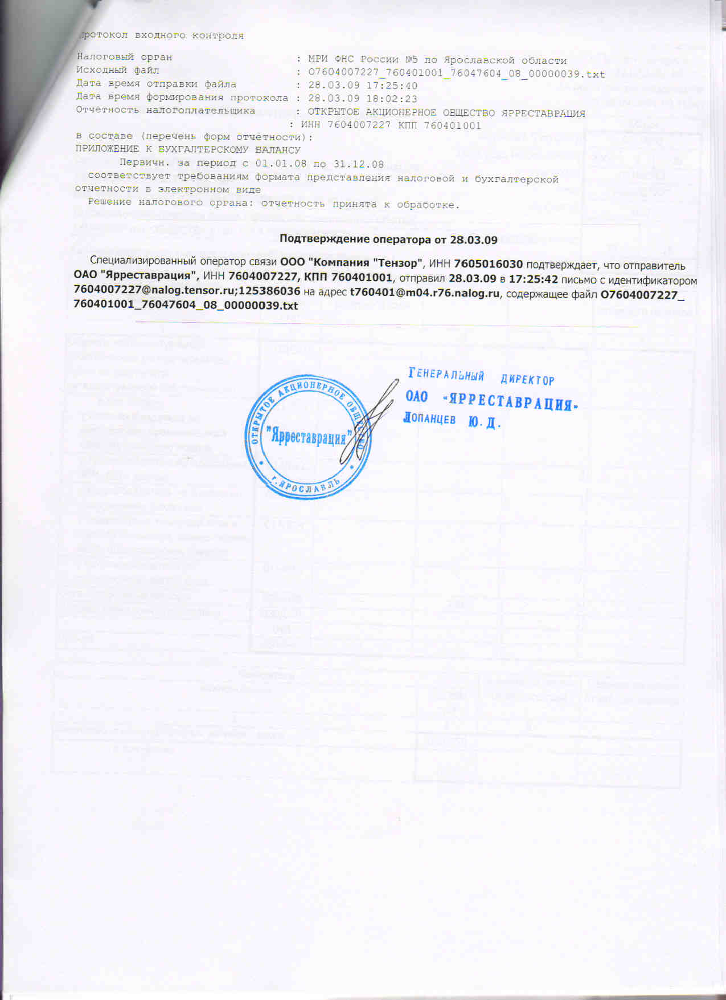 Протокол входного контроля
Налоговый орган : МРИ ФНС России №5 по Ярославской области
Исходный файл : О7604007227_760401001_76047604_08_00000039.txt
Дата время отправки файла : 28.03.09 17:25:40
Дата время формирования протокола : 28.03.09 18:02:23
Отчетность налогоплательщика : ОТКРЫТОЕ АКЦИОНЕРНОЕ ОБЩЕСТВО ЯРРЕСТАВРАЦИЯ
: ИНН 7604007227 КПП 760401001
в составе (перечень форм отчетности):
ПРИЛОЖЕНИЕ К БУХГАЛТЕРСКОМУ БАЛАНСУ
Первичн. за период с 01.01.08 по 31.12.08
соответствует требованиям формата представления налоговой и бухгалтерской
отчетности в электронном виде
Решение налогового органа: отчетность принята к обработке.
Подтверждение оператора от 28.03.09
Специализированный оператор связи ООО "Компания "Тензор", ИНН 7605016030 подтверждает, что отправитель
ОАО "Ярреставрация", ИНН 7604007227, КПП 760401001, отправил 28.03.09 в 17:25:42 письмо с идентификатором
7604007227@nalog.tensor.ru;125386036 на адрес t760401@m04.r76.nalog.ru, содержащее файл О7604007227_
760401001_76047604_08_00000039.txt
ГЕНЕРАЛЬНЫЙ ДИРЕКТОР
ОАО «ЯРРЕСТАВРАЦИЯ»
ЛОПАНЦЕВ Ю.Д.
ОТКРЫТОЕ АКЦИОНЕРНОЕ ОБЩЕСТВО
"Ярреставрация"
г.ЯРОСЛАВЛЬ